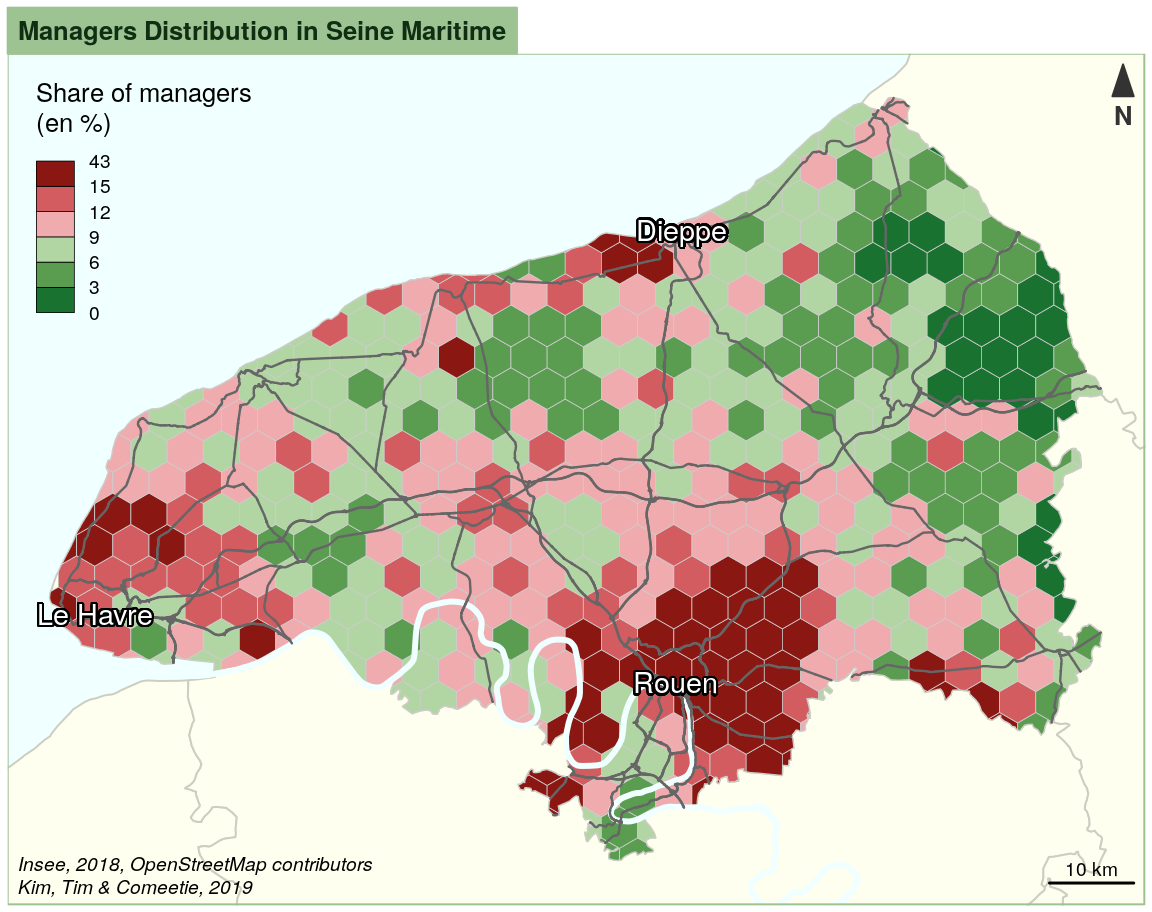 Managers Distribution in Seine Maritime
Share of managers
(en %)
43
15
12
9
6
3
0
N
Dieppe
Le Havre
Rouen
10 km
Insee, 2018, OpenStreetMap contributors
Kim, Tim & Comeetie, 2019